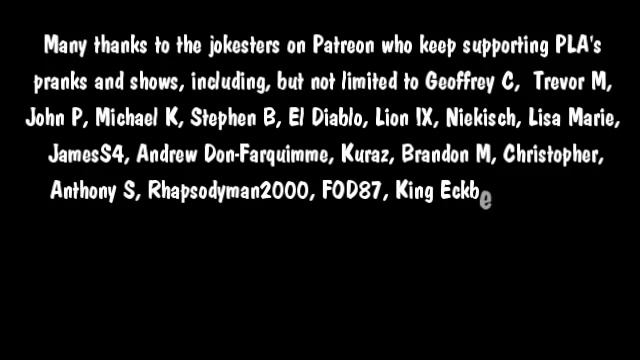 Many thanks to the jokesters on Patreon who keep supporting PLA's
pranks and shows, including, but not limited to Geoffrey C, Trevor M,
John P, Michael K, Stephen B, El Diablo, Lion IX, Niekisch, Lisa Marie,
JamesS4, Andrew Don-Farquimme, Kuraz, Brandon M, Christopher,
Anthony S, Rhapsodyman2000, FOD87, King Eckbe